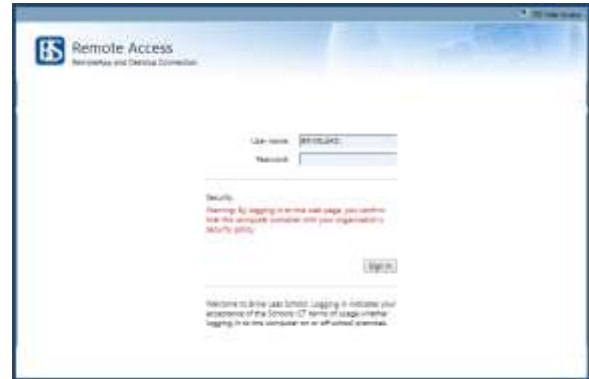 Remote Access
RemoteApp and Desktop Connection
User name:
Password:
Security
Warning: By logging in to this web page, you confirm
that this computer complies with your organization's
security policy.
Sign in
Welcome to Brine Leas School. Logging in indicates your
acceptance of the Schools ICT terms of usage whether
logging in to this computer on or off school premises.